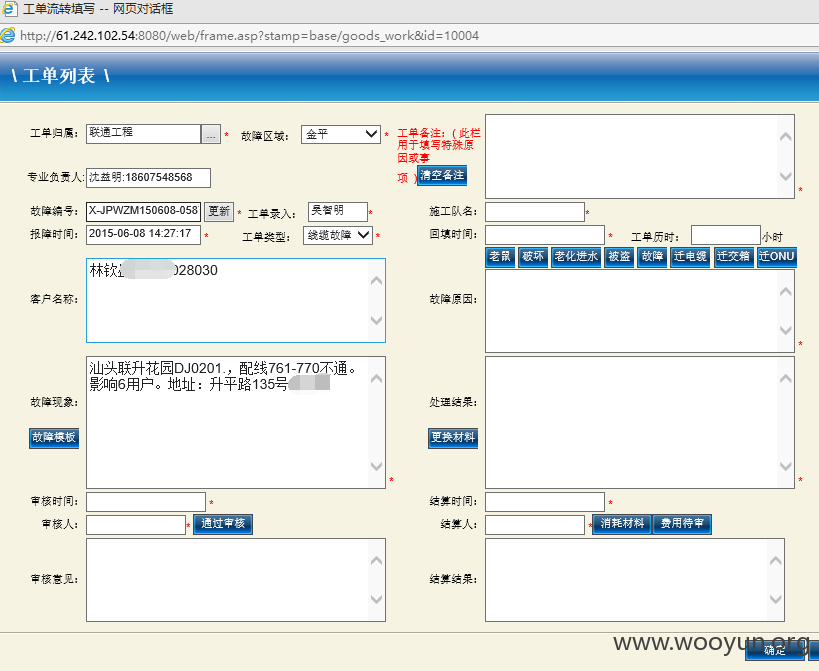 工单流转填写 -- 网页对话框
http://61.242.102.54:8080/web/frame.asp?stamp=base/goods_work&id=10004
\ 工单列表 \
工单归属: 联通工程 ... * 故障区域: 金平 *
工单备注:(此栏
用于填写特殊原
因或事
项 ) 清空备注 *
专业负责人: 沈益明:18607548568
故障编号: X-JPWZM150608-058 更新 * 工单录入: 吴智明 *
施工队名: *
报障时间: 2015-06-08 14:27:17 * 工单类型: 线缆故障 *
回填时间: * 工单历时: 小时
老鼠 破坏 老化进水 被盗 故障 迁电缆 迁交箱 迁ONU
客户名称: 林钦 028030
故障原因: *
故障现象: 汕头联升花园DJ0201.，配线761-770不通。
影响6用户。地址：升平路135号
故障模板 *
处理结果:
更换材料 *
审核时间: *
结算时间: *
审核人: * 通过审核
结算人: * 消耗材料 费用待审
审核意见:
结算结果:
www.wooyun.org
确定